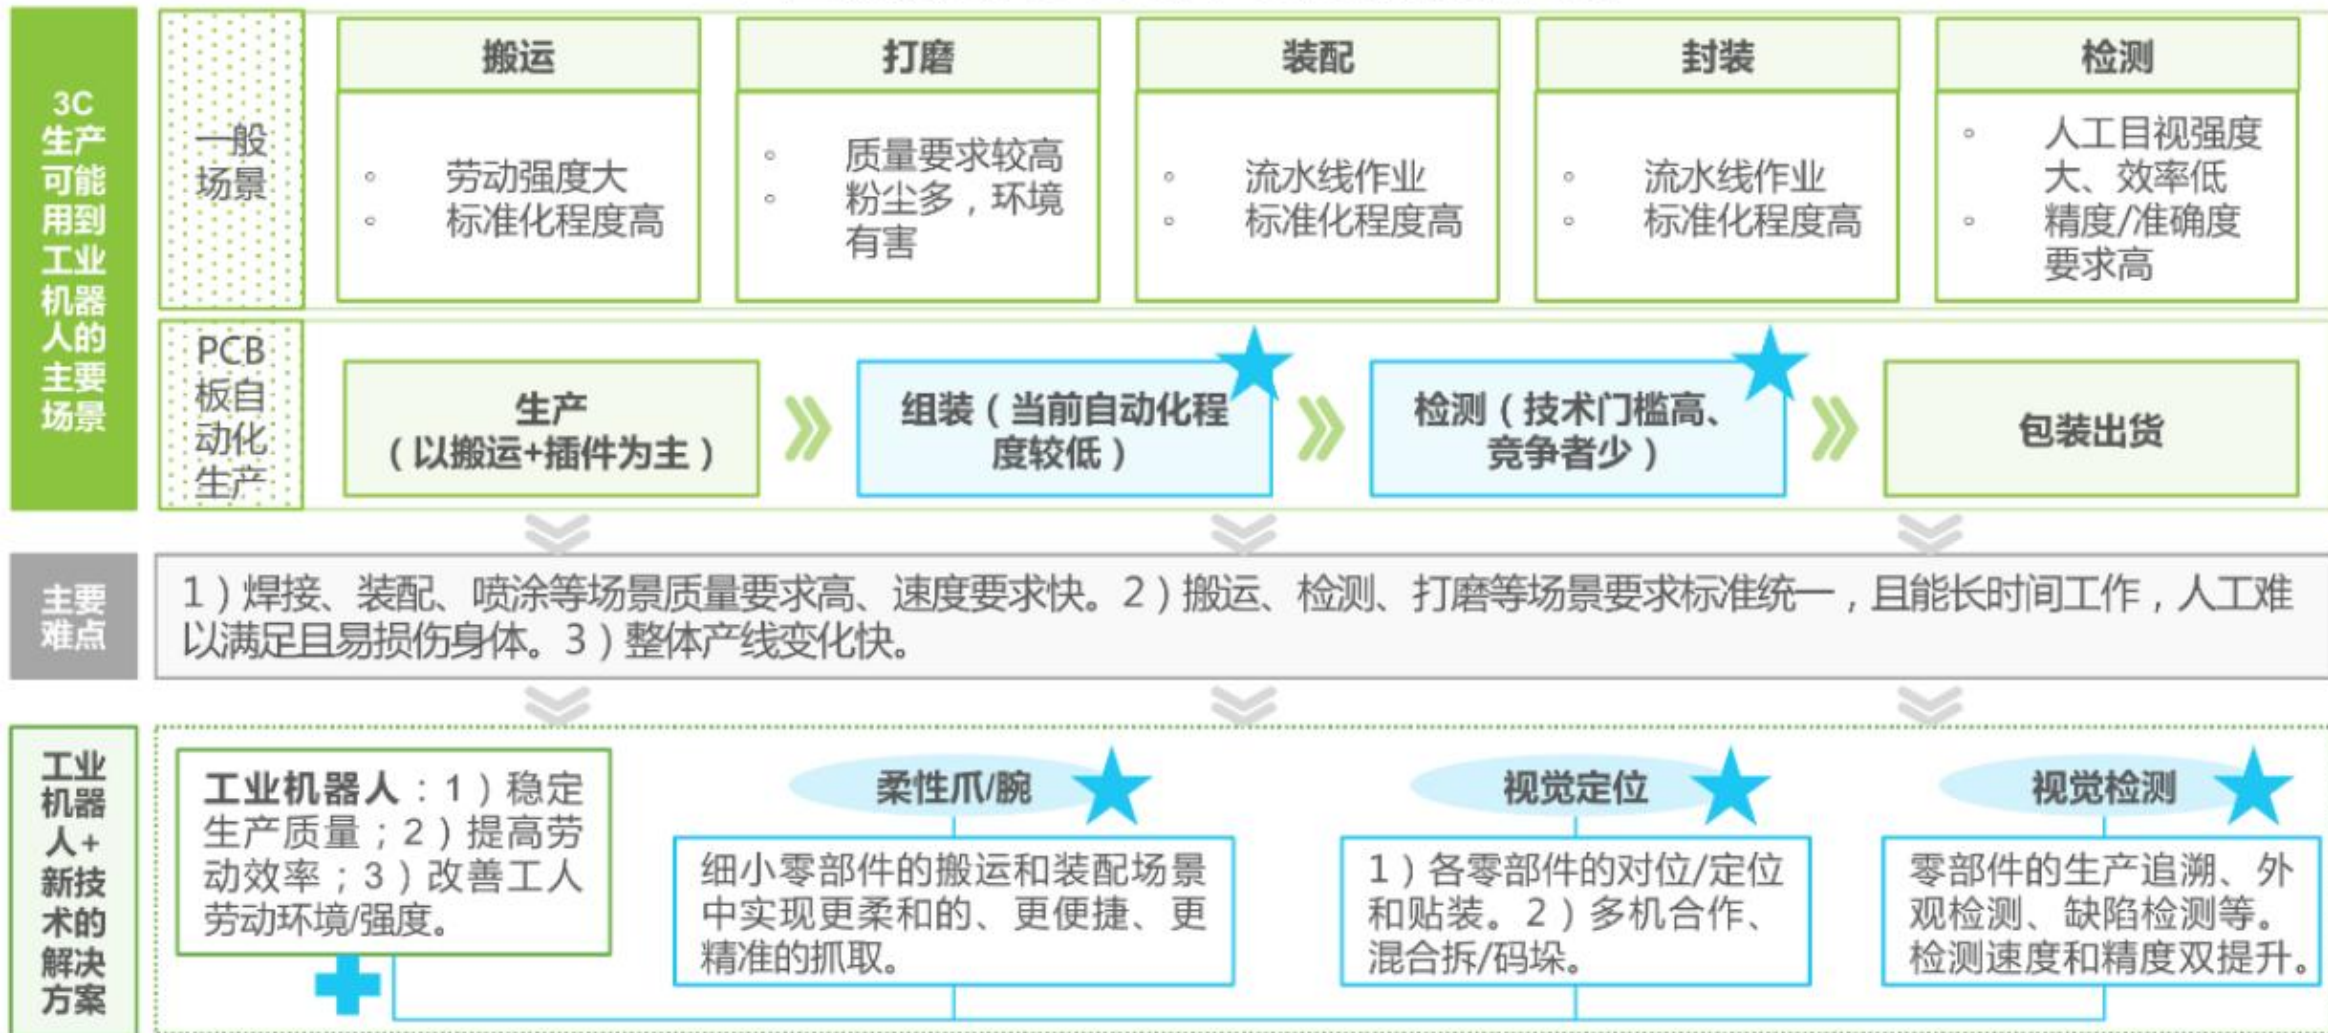 3C
生产
可能
用到
工业
机器
人的
主要
场景
一般
场景
搬运
◦ 劳动强度大
◦ 标准化程度高
打磨
◦ 质量要求较高
◦ 粉尘多，环境
有害
装配
◦ 流水线作业
◦ 标准化程度高
封装
◦ 流水线作业
◦ 标准化程度高
检测
◦ 人工目视强度
大、效率低
◦ 精度/准确度
要求高
PCB
板自
动化
生产
生产
（以搬运+插件为主）
组装（当前自动化程
度较低）
检测（技术门槛高、
竞争者少）
包装出货
主要
难点
1）焊接、装配、喷涂等场景质量要求高、速度要求快。2）搬运、检测、打磨等场景要求标准统一，且能长时间工作，人工难
以满足且易损伤身体。3）整体产线变化快。
工业
机器
人+
新技
术的
解决
方案
工业机器人：1）稳定
生产质量；2）提高劳
动效率；3）改善工人
劳动环境/强度。
柔性爪/腕
细小零部件的搬运和装配场景
中实现更柔和的、更便捷、更
精准的抓取。
视觉定位
1）各零部件的对位/定位
和贴装。2）多机合作、
混合拆/码垛。
视觉检测
零部件的生产追溯、外
观检测、缺陷检测等。
检测速度和精度双提升。